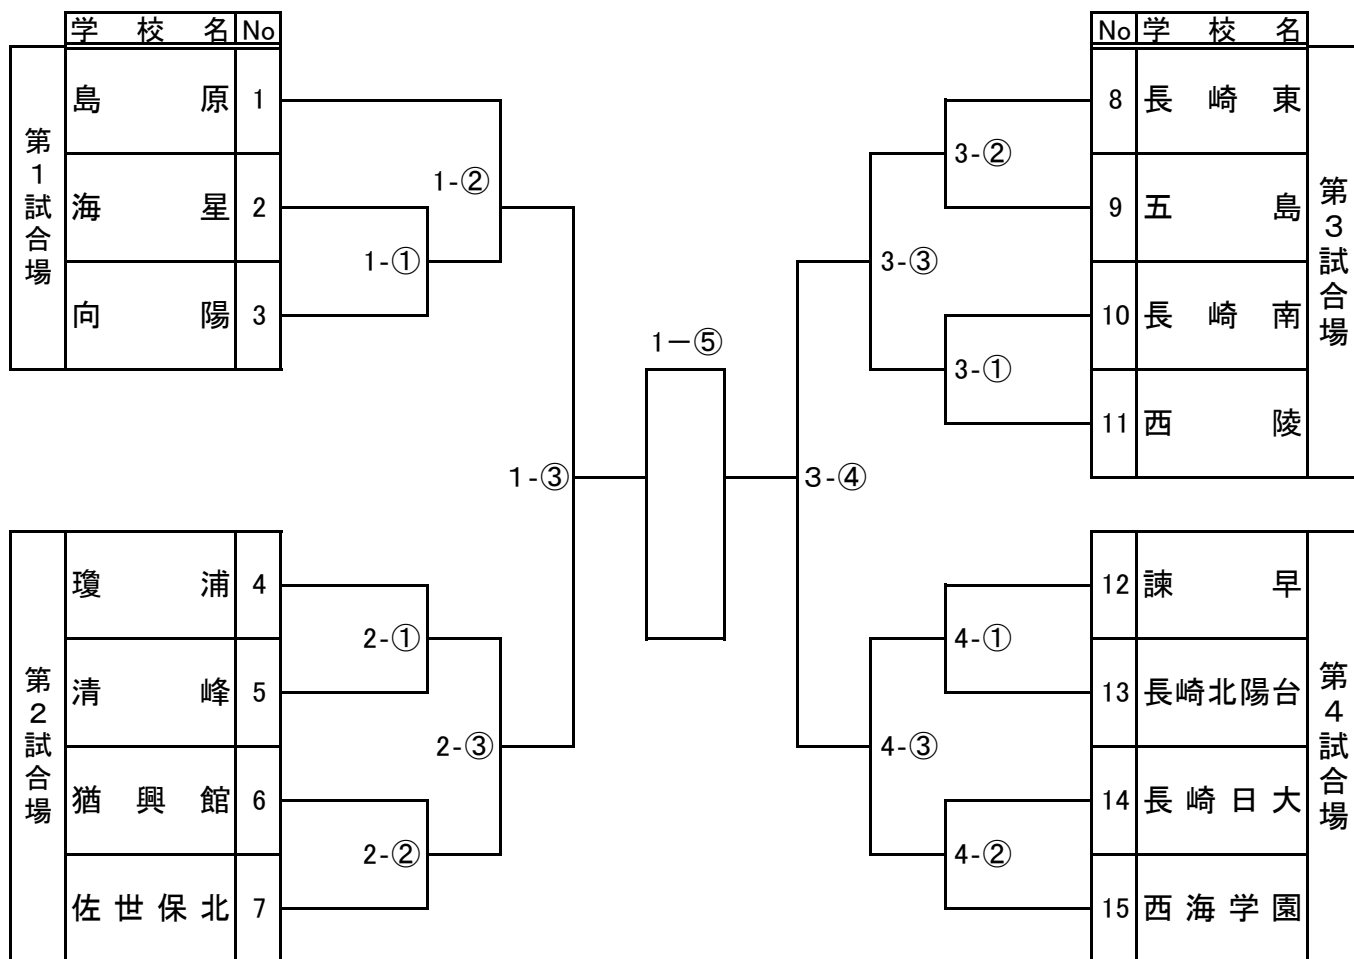 学校名 No
第1試合場
島原 1
海星 2
向陽 3
1-②
1-①
第2試合場
瓊浦 4
清峰 5
猶興館 6
佐世保北 7
2-①
2-③
2-②
1-③
1-⑤
3-④
No 学校名
8 長崎東
9 五島
10 長崎南
11 西陵
第3試合場
3-②
3-③
3-①
12 諫早
13 長崎北陽台
14 長崎日大
15 西海学園
第4試合場
4-①
4-③
4-②